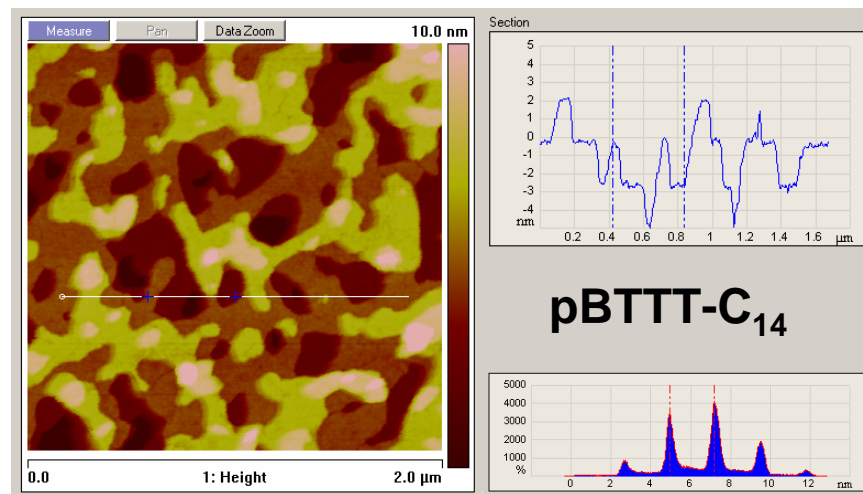 Measure Pan Data Zoom 10.0 nm
0.0 1: Height 2.0 µm
Section
5
4
3
2
1
0
-1
-2
-3
-4
nm
0.2 0.4 0.6 0.8 1 1.2 1.4 1.6 µm
pBTTT-C14
5000
4000
3000
2000
1000
%
0 2 4 6 8 10 12 nm